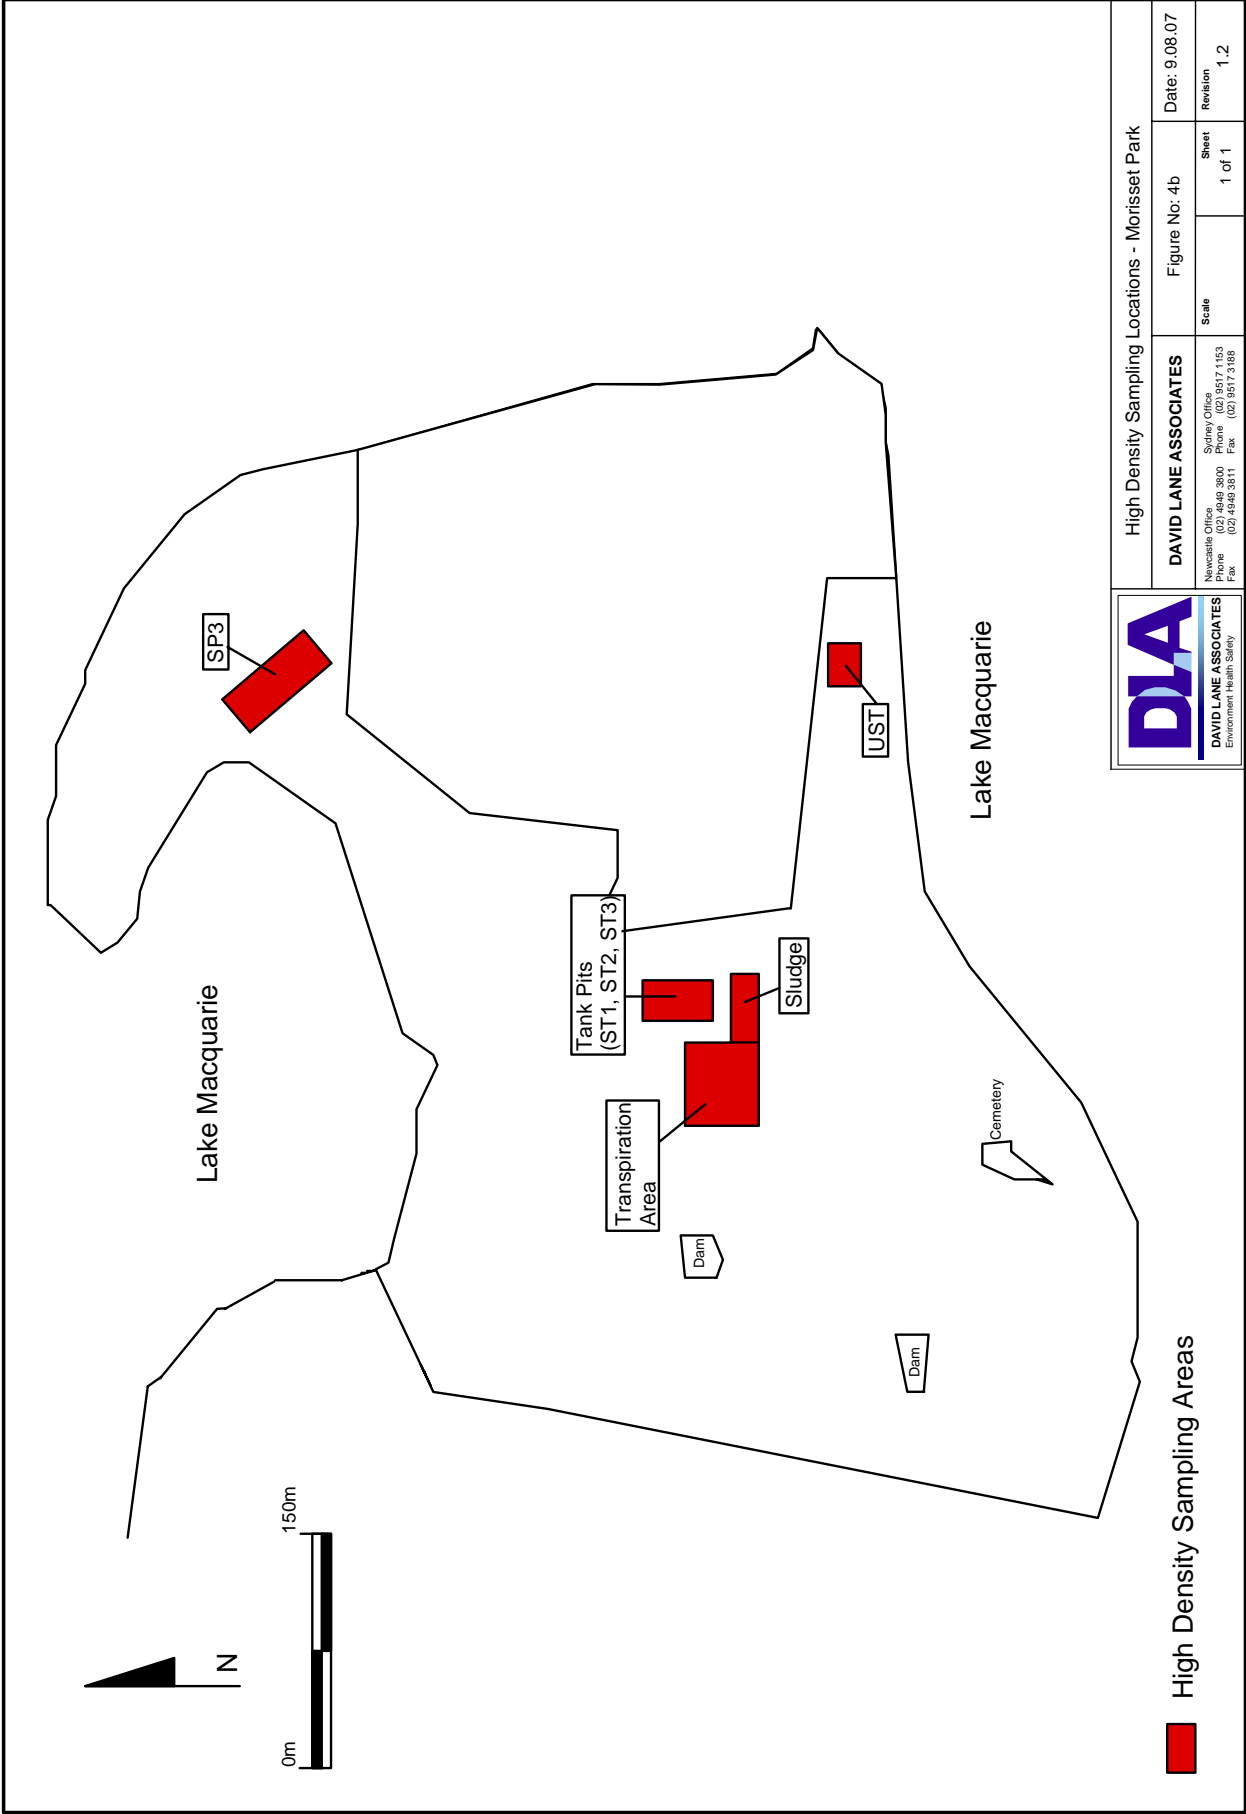 SP3
Lake Macquarie
Tank Pits
(ST1, ST2, ST3)
Transpiration
Area
Sludge
UST
Lake Macquarie
Dam
Dam
Cemetery
N
0m
150m
High Density Sampling Areas
DLA
DAVID LANE ASSOCIATES
Environment Health Safety
High Density Sampling Locations - Morisset Park
DAVID LANE ASSOCIATES
Figure No: 4b
Date: 9.08.07
Newcastle Office
Phone (02) 4949 3800
Fax (02) 4949 3811
Sydney Office
Phone (02) 9517 1153
Fax (02) 9517 3188
Scale
Sheet
1 of 1
Revision
1.2